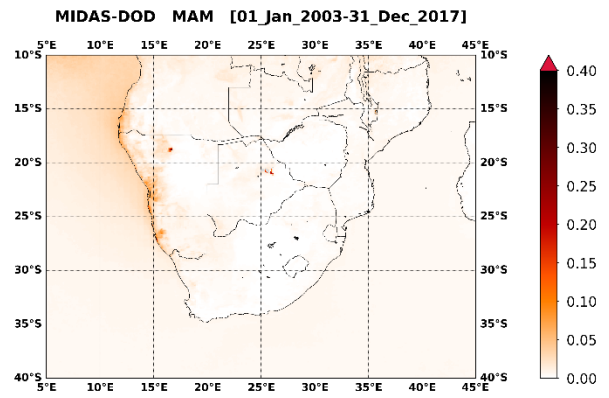 MIDAS-DOD MAM [01_Jan_2003-31_Dec_2017]
5°E 10°E 15°E 20°E 25°E 30°E 35°E 40°E 45°E
10°S 10°S 0.40
0.35
15°S 15°S
0.30
20°S 20°S 0.25
0.20
25°S 25°S
0.15
30°S 30°S
0.10
35°S 35°S 0.05
40°S 40°S 0.00
5°E 10°E 15°E 20°E 25°E 30°E 35°E 40°E 45°E